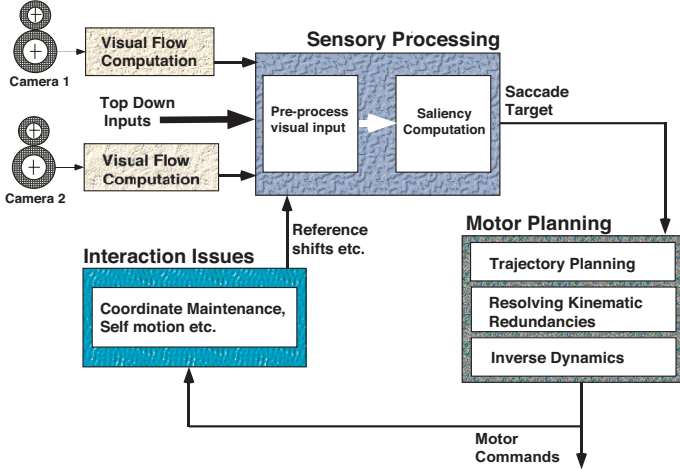 Camera 1
Visual Flow
Computation
Sensory Processing
Top Down
Inputs
Pre-process
visual input
Saliency
Computation
Saccade
Target
Camera 2
Visual Flow
Computation
Reference
shifts etc.
Interaction Issues
Coordinate Maintenance,
Self motion etc.
Motor Planning
Trajectory Planning
Resolving Kinematic
Redundancies
Inverse Dynamics
Motor
Commands